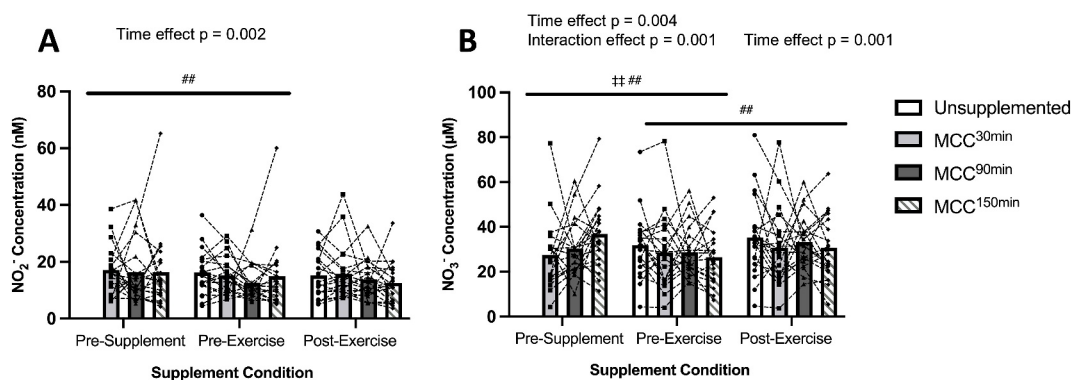 A
Time effect p = 0.002
##
80
60
40
20
0
NO₂⁻ Concentration (nM)
Pre-Supplement
Pre-Exercise
Post-Exercise
Supplement Condition
B
Time effect p = 0.004
Interaction effect p = 0.001
Time effect p = 0.001
‡‡ ##
##
100
80
60
40
20
0
NO₃⁻ Concentration (µM)
Pre-Supplement
Pre-Exercise
Post-Exercise
Supplement Condition
Unsupplemented
MCC³⁰ᵐⁱⁿ
MCC⁹⁰ᵐⁱⁿ
MCC¹⁵⁰ᵐⁱⁿ